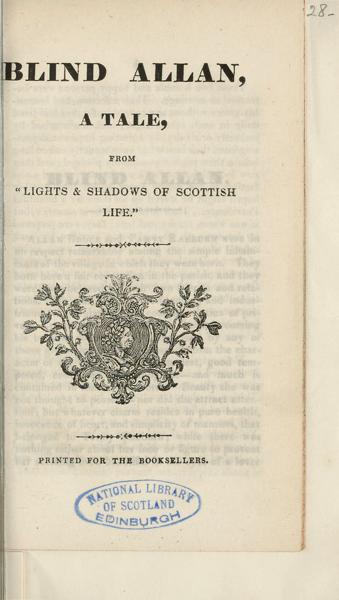 28-
BLIND ALLAN,
A TALE,
FROM
"LIGHTS & SHADOWS OF SCOTTISH
LIFE."
PRINTED FOR THE BOOKSELLERS.
NATIONAL LIBRARY
OF SCOTLAND
EDINBURGH